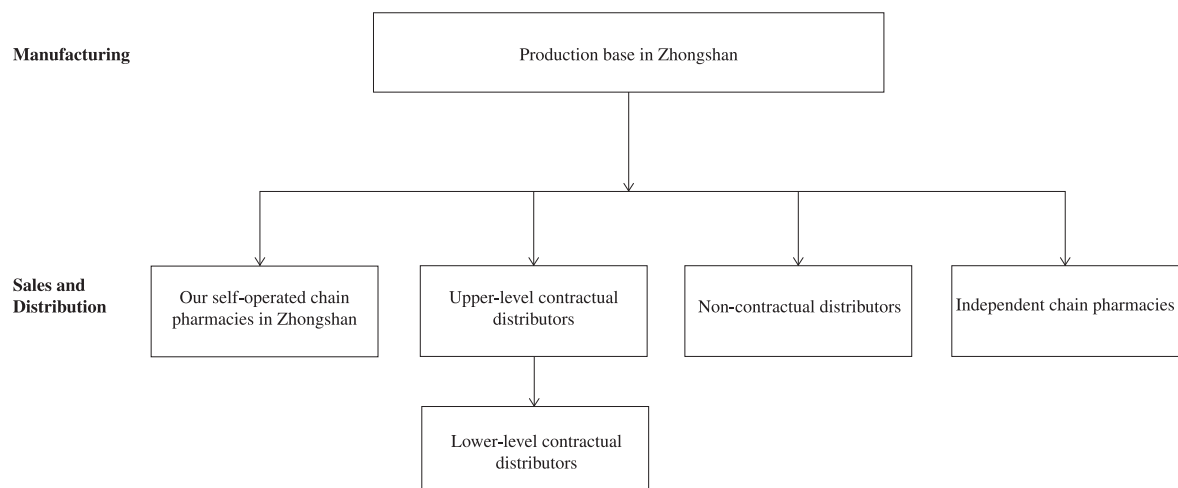 Manufacturing
Production base in Zhongshan
Sales and
Distribution
Our self-operated chain
pharmacies in Zhongshan
Upper-level contractual
distributors
Non-contractual distributors
Independent chain pharmacies
Lower-level contractual
distributors